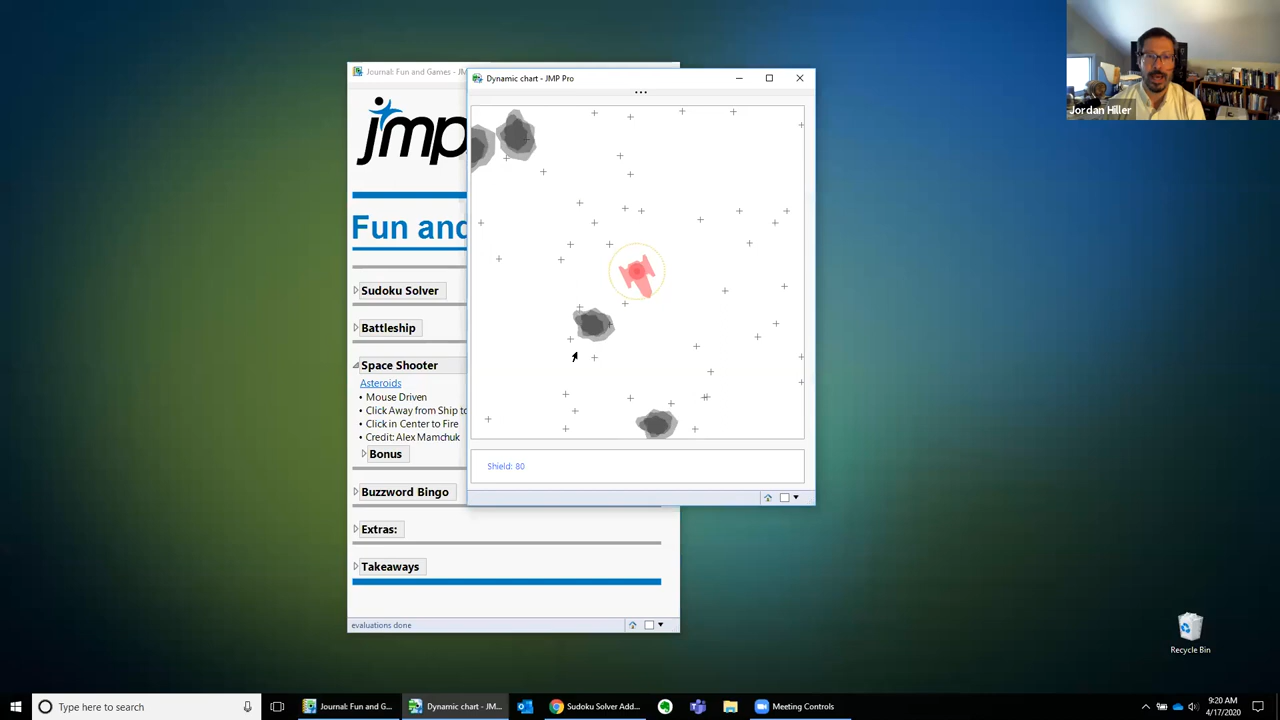 Jordan Hiller
Journal: Fun and Games - JM
Dynamic chart - JMP Pro
jmp
Fun and
Sudoku Solver
Battleship
Space Shooter
Asteroids
• Mouse Driven
• Click Away from Ship to
• Click in Center to Fire
• Credit: Alex Mamchuk
Bonus
Buzzword Bingo
Extras:
Takeaways
evaluations done
Shield: 80
Recycle Bin
Type here to search
Journal: Fun and G...
Dynamic chart - JM...
Sudoku Solver Add...
Meeting Controls
9:20 AM
4/17/2020